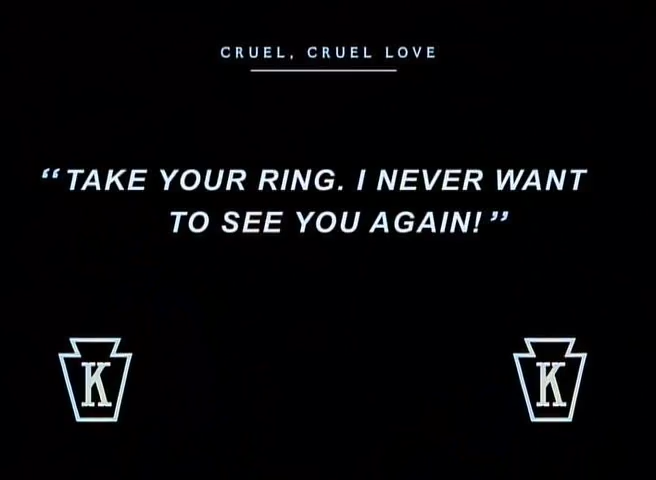 CRUEL, CRUEL LOVE
“TAKE YOUR RING. I NEVER WANT
TO SEE YOU AGAIN!”
K K